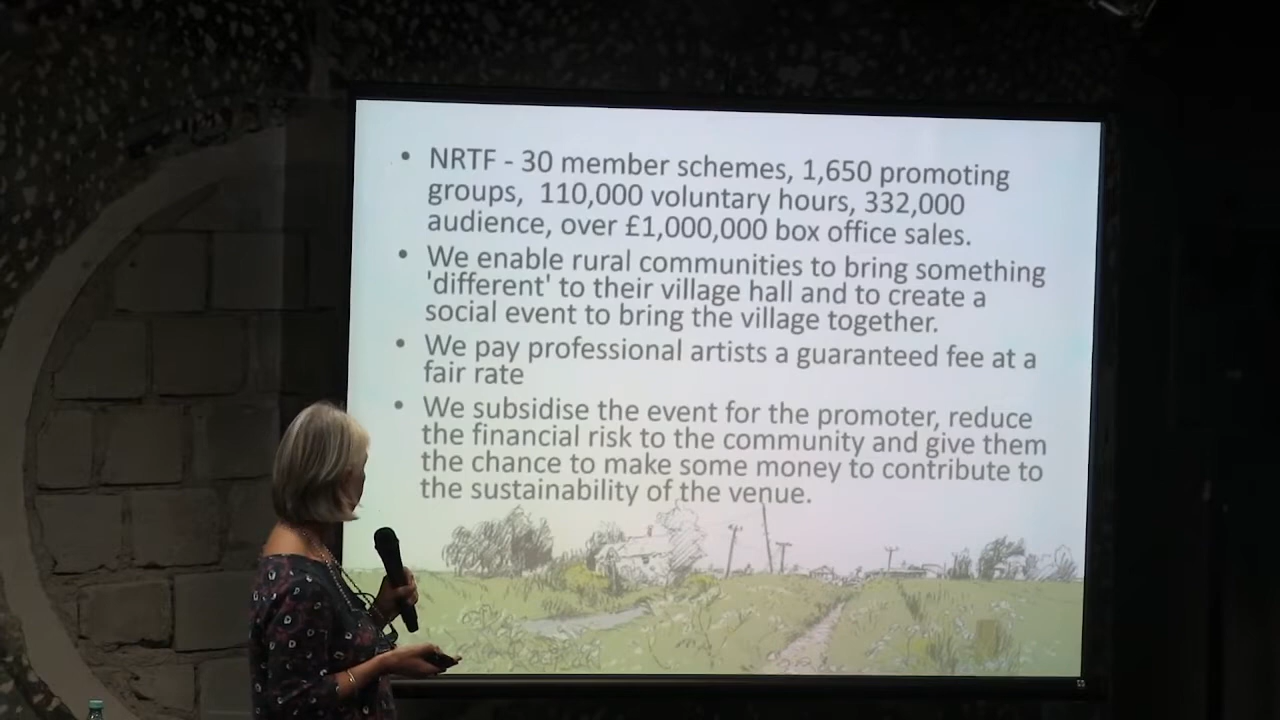 • NRTF - 30 member schemes, 1,650 promoting
groups,  110,000 voluntary hours, 332,000
audience, over £1,000,000 box office sales.
• We enable rural communities to bring something
'different' to their village hall and to create a
social event to bring the village together.
• We pay professional artists a guaranteed fee at a
fair rate
• We subsidise the event for the promoter, reduce
the financial risk to the community and give them
the chance to make some money to contribute to
the sustainability of the venue.